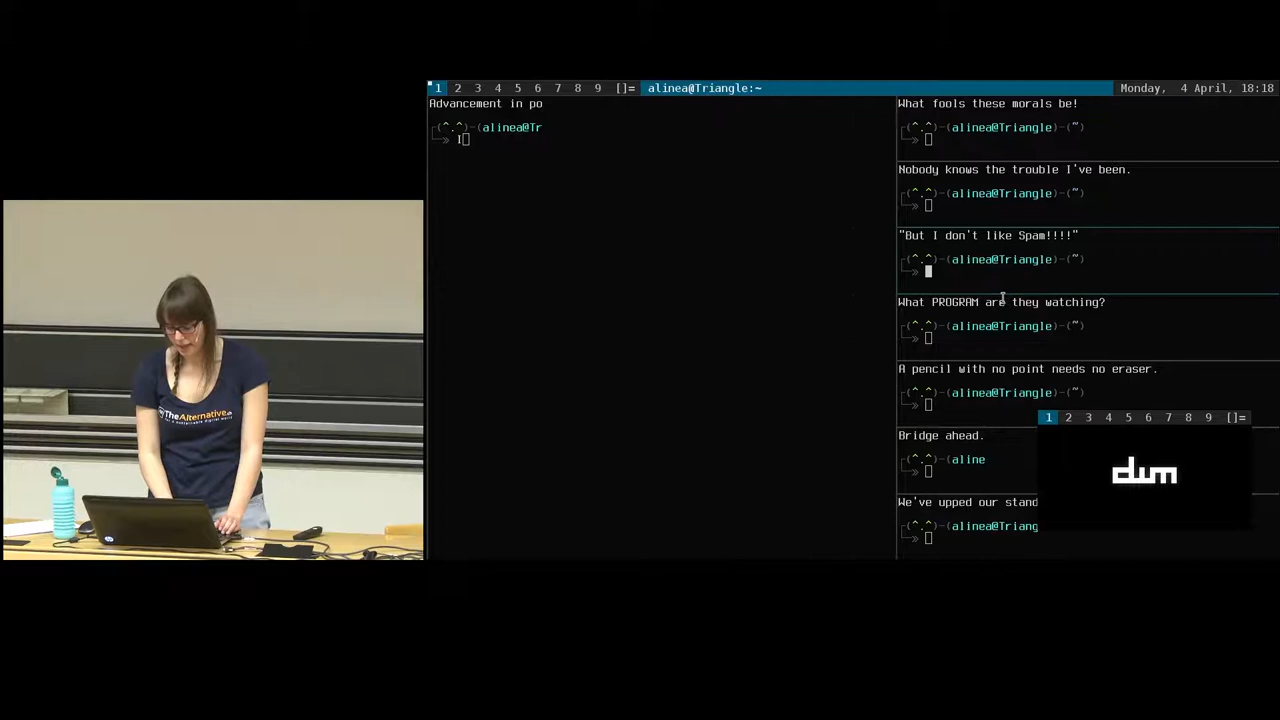 1 2 3 4 5 6 7 8 9 []= alinea@Triangle:~ Monday, 4 April, 18:18
Advancement in po
(^.^)-(alinea@Tr
»
What fools these morals be!
(^.^)-(alinea@Triangle)-(~)
»
Nobody knows the trouble I've been.
(^.^)-(alinea@Triangle)-(~)
»
"But I don't like Spam!!!!"
(^.^)-(alinea@Triangle)-(~)
»
What PROGRAM are they watching?
(^.^)-(alinea@Triangle)-(~)
»
A pencil with no point needs no eraser.
(^.^)-(alinea@Triangle)-(~)
»
Bridge ahead.
(^.^)-(aline
»
We've upped our stand
(^.^)-(alinea@Triang
»
1 2 3 4 5 6 7 8 9 []=
dwm
TheAlternative